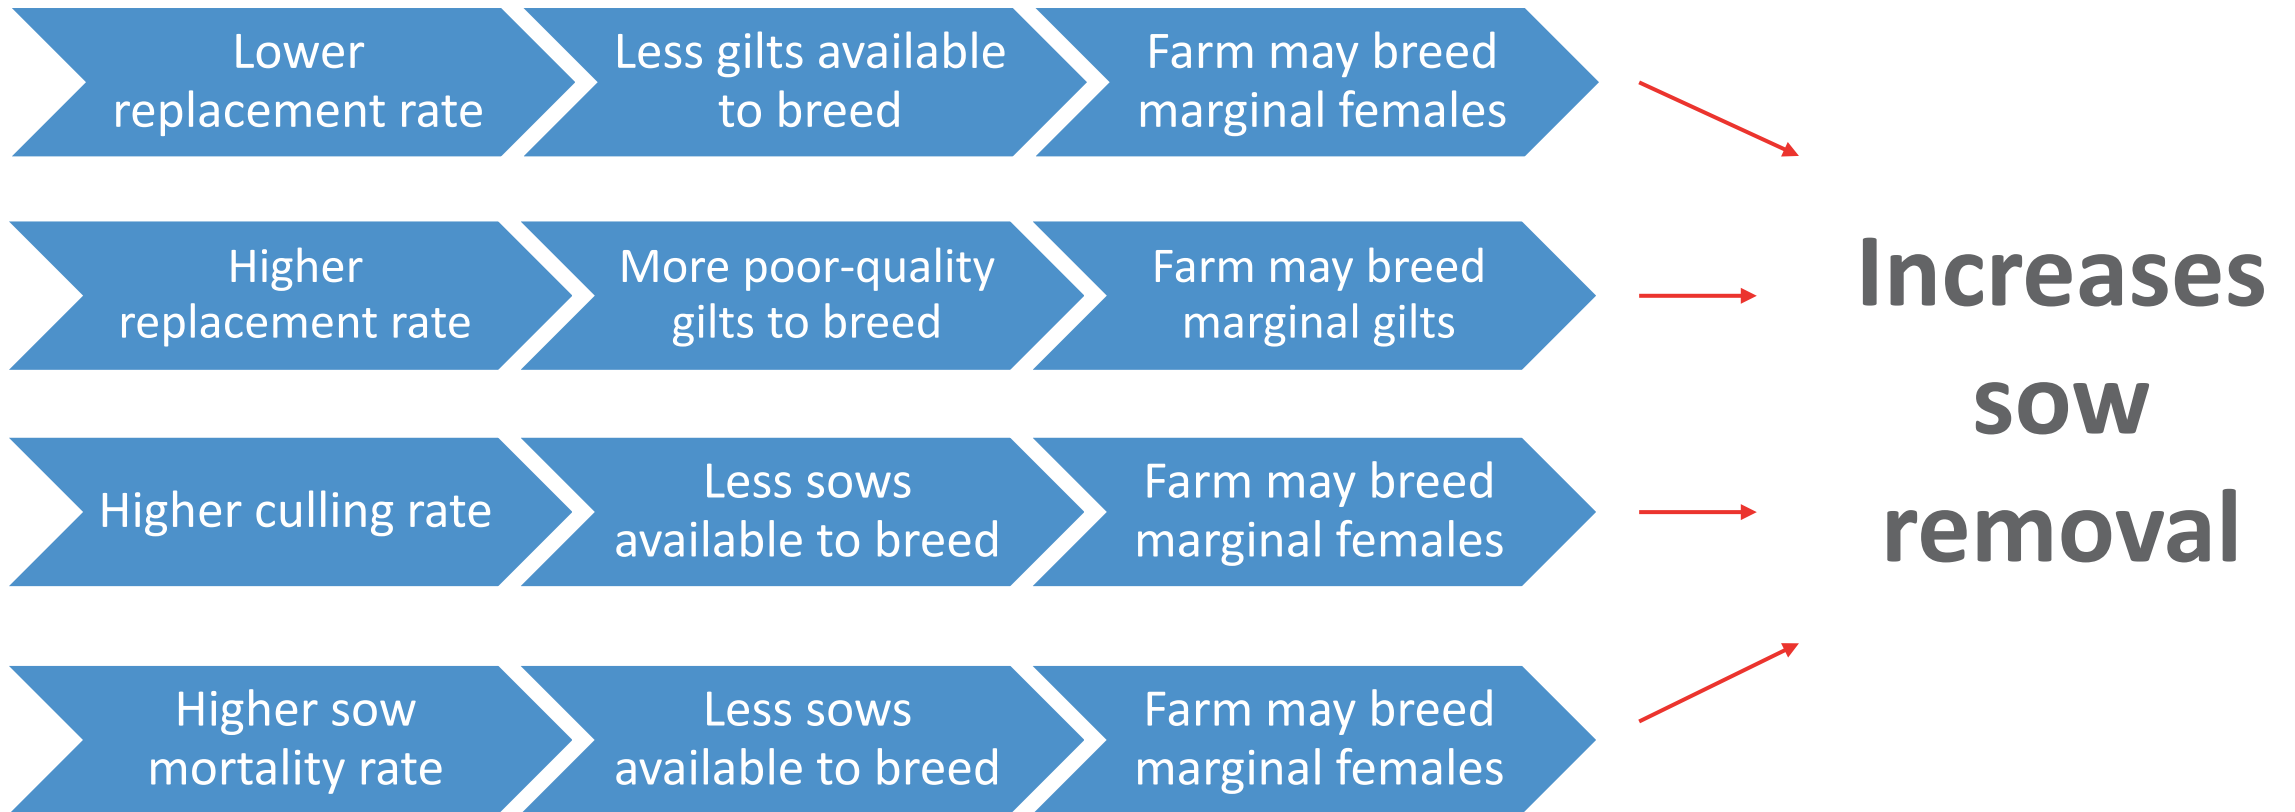 Lower
replacement rate
Less gilts available
to breed
Farm may breed
marginal females
Higher
replacement rate
More poor-quality
gilts to breed
Farm may breed
marginal gilts
Higher culling rate
Less sows
available to breed
Farm may breed
marginal females
Higher sow
mortality rate
Less sows
available to breed
Farm may breed
marginal females
Increases
sow
removal